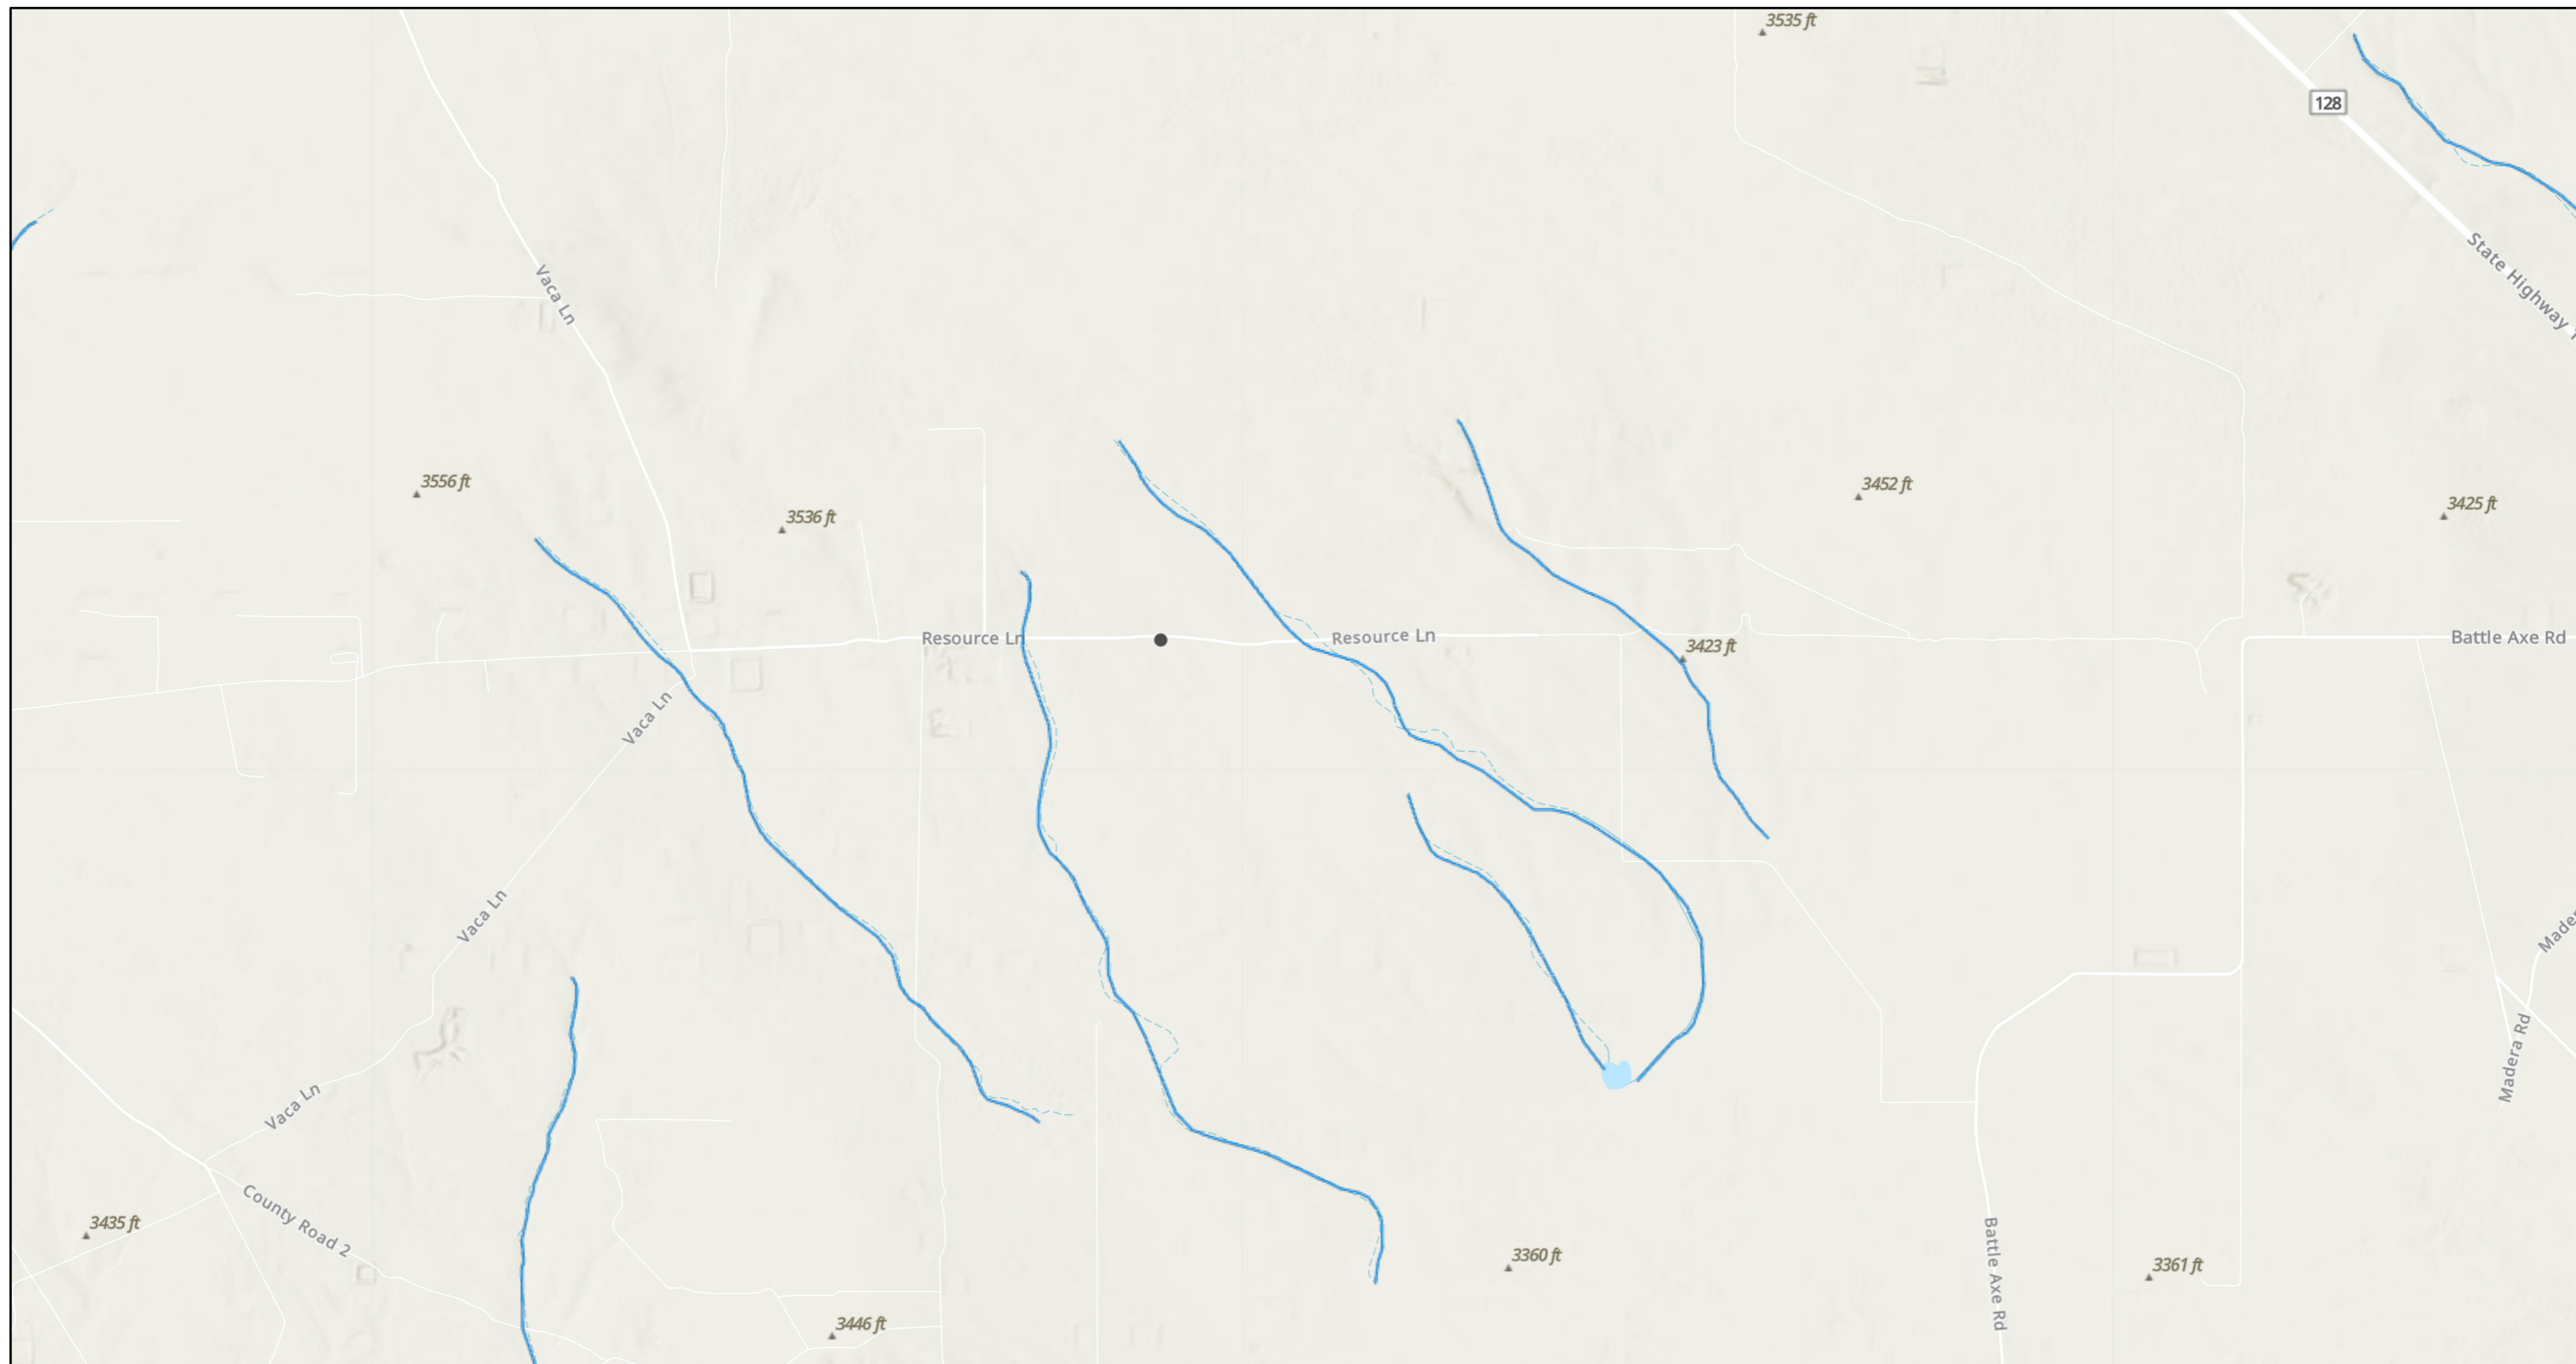 3535 ft
128
State Highway
Vaca Ln
3556 ft
3536 ft
3452 ft
3425 ft
Resource Ln
Resource Ln
3423 ft
Battle Axe Rd
Vaca Ln
Vaca Ln
Madera Rd
Vaca Ln
County Road 2
3435 ft
3360 ft
3361 ft
Battle Axe Rd
3446 ft